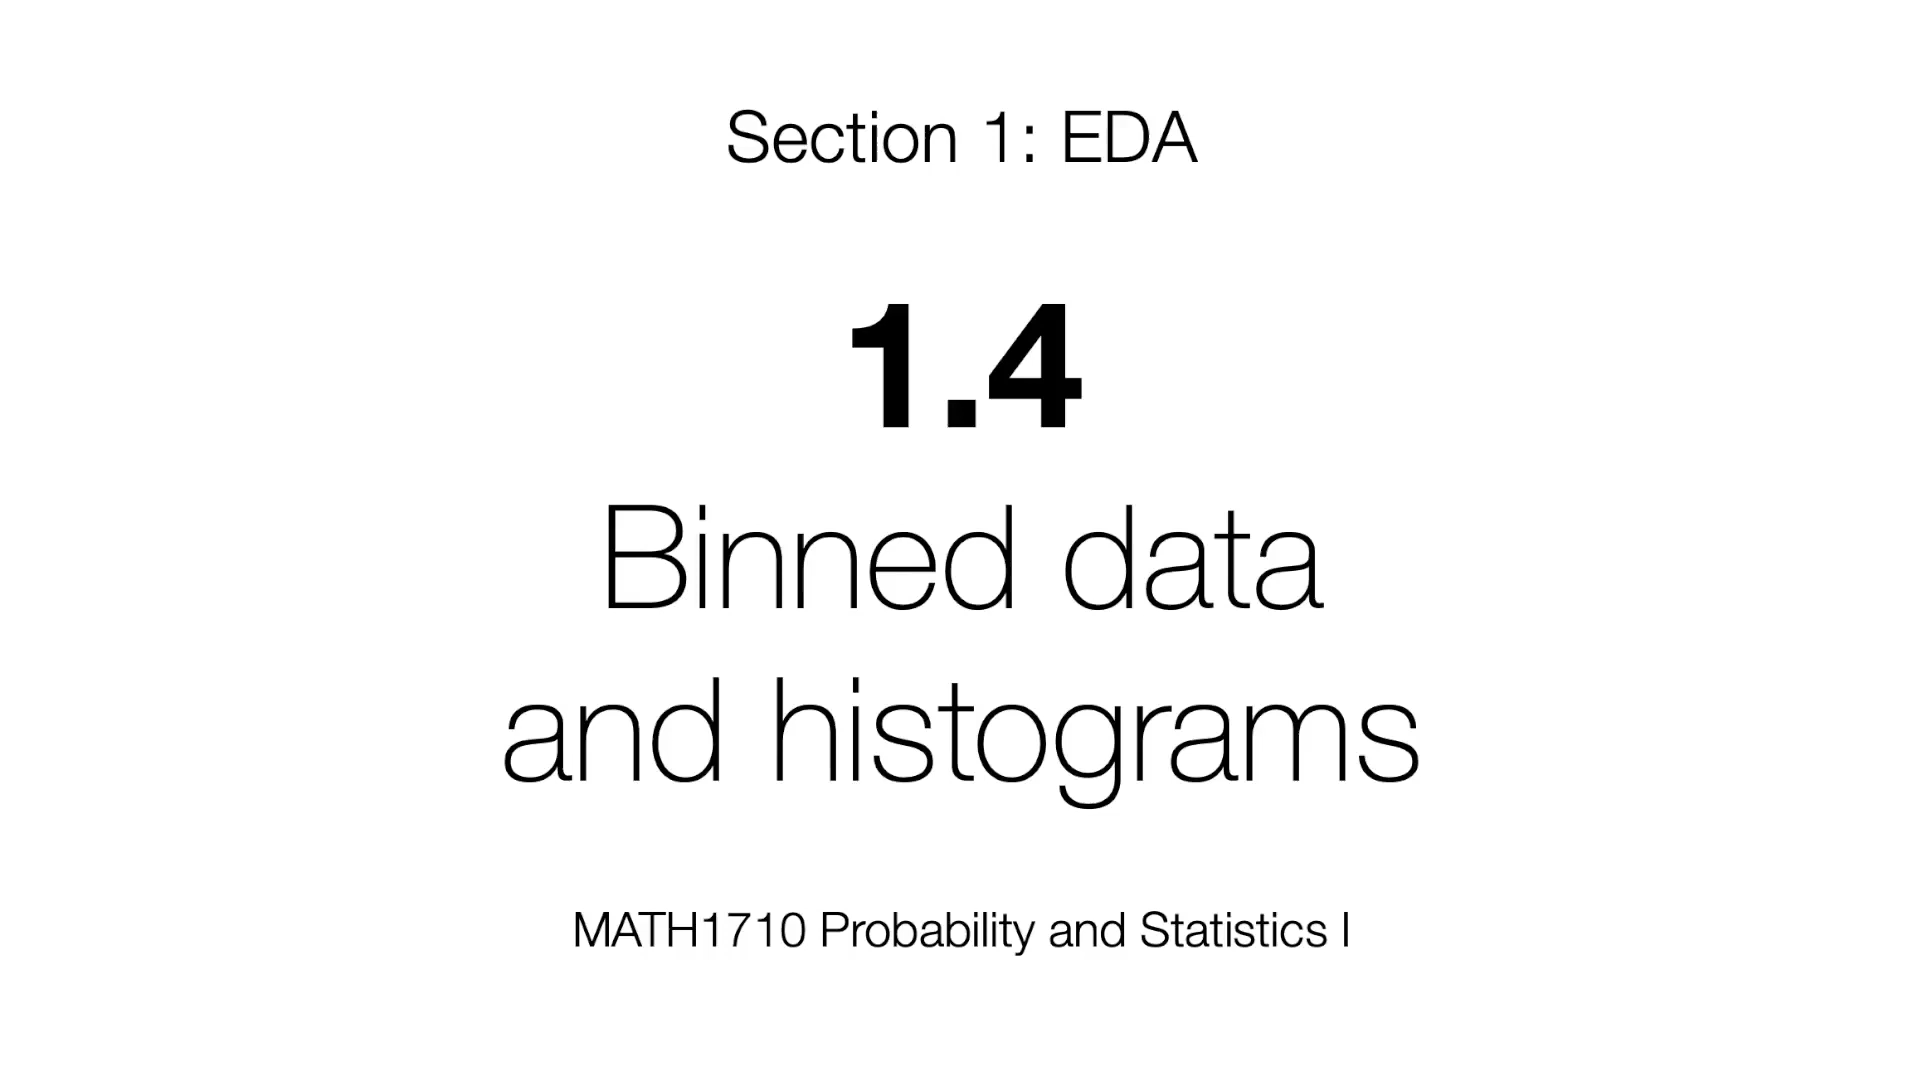 Section 1: EDA
1.4
Binned data
and histograms
MATH1710 Probability and Statistics I